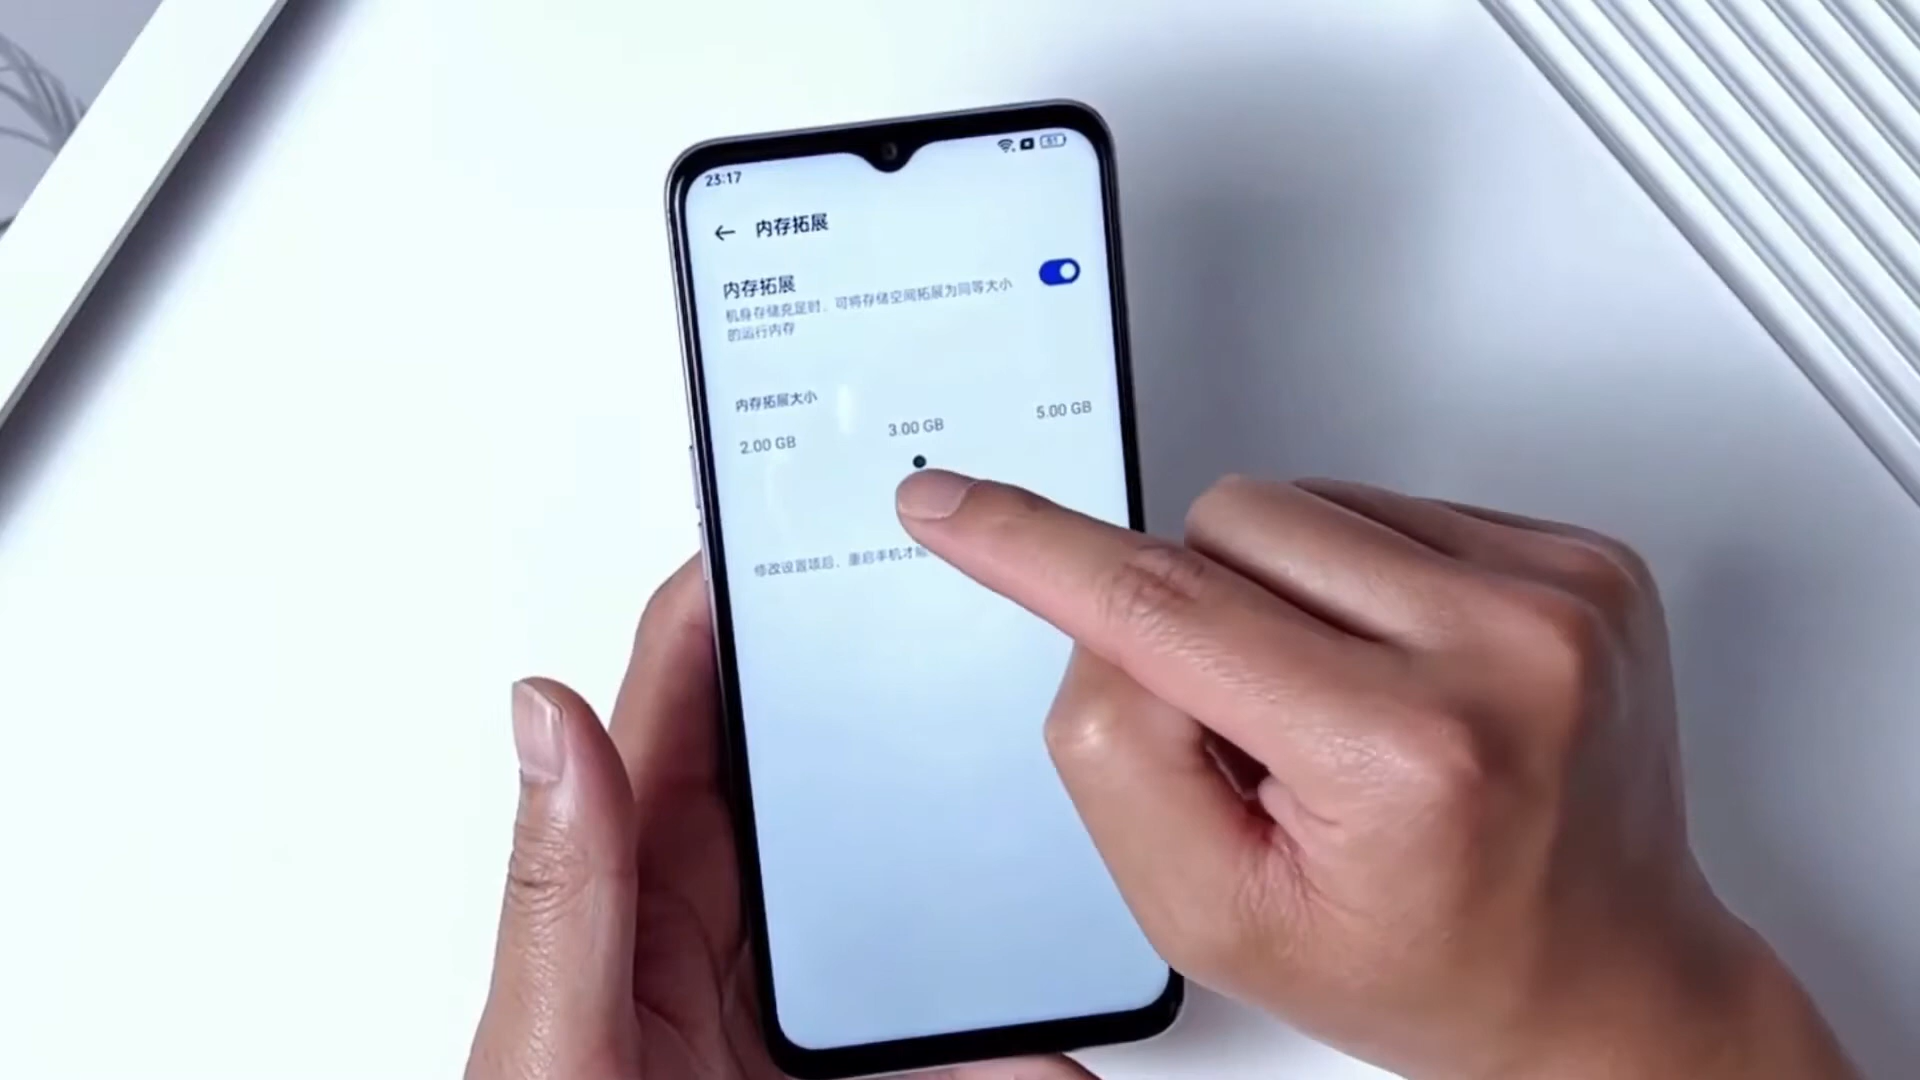 23:17
51
内存拓展
内存拓展
机身存储充足时，可将存储空间拓展为同等大小
的运行内存
内存拓展大小
2.00 GB
3.00 GB
5.00 GB
修改设置项后，重启手机才能